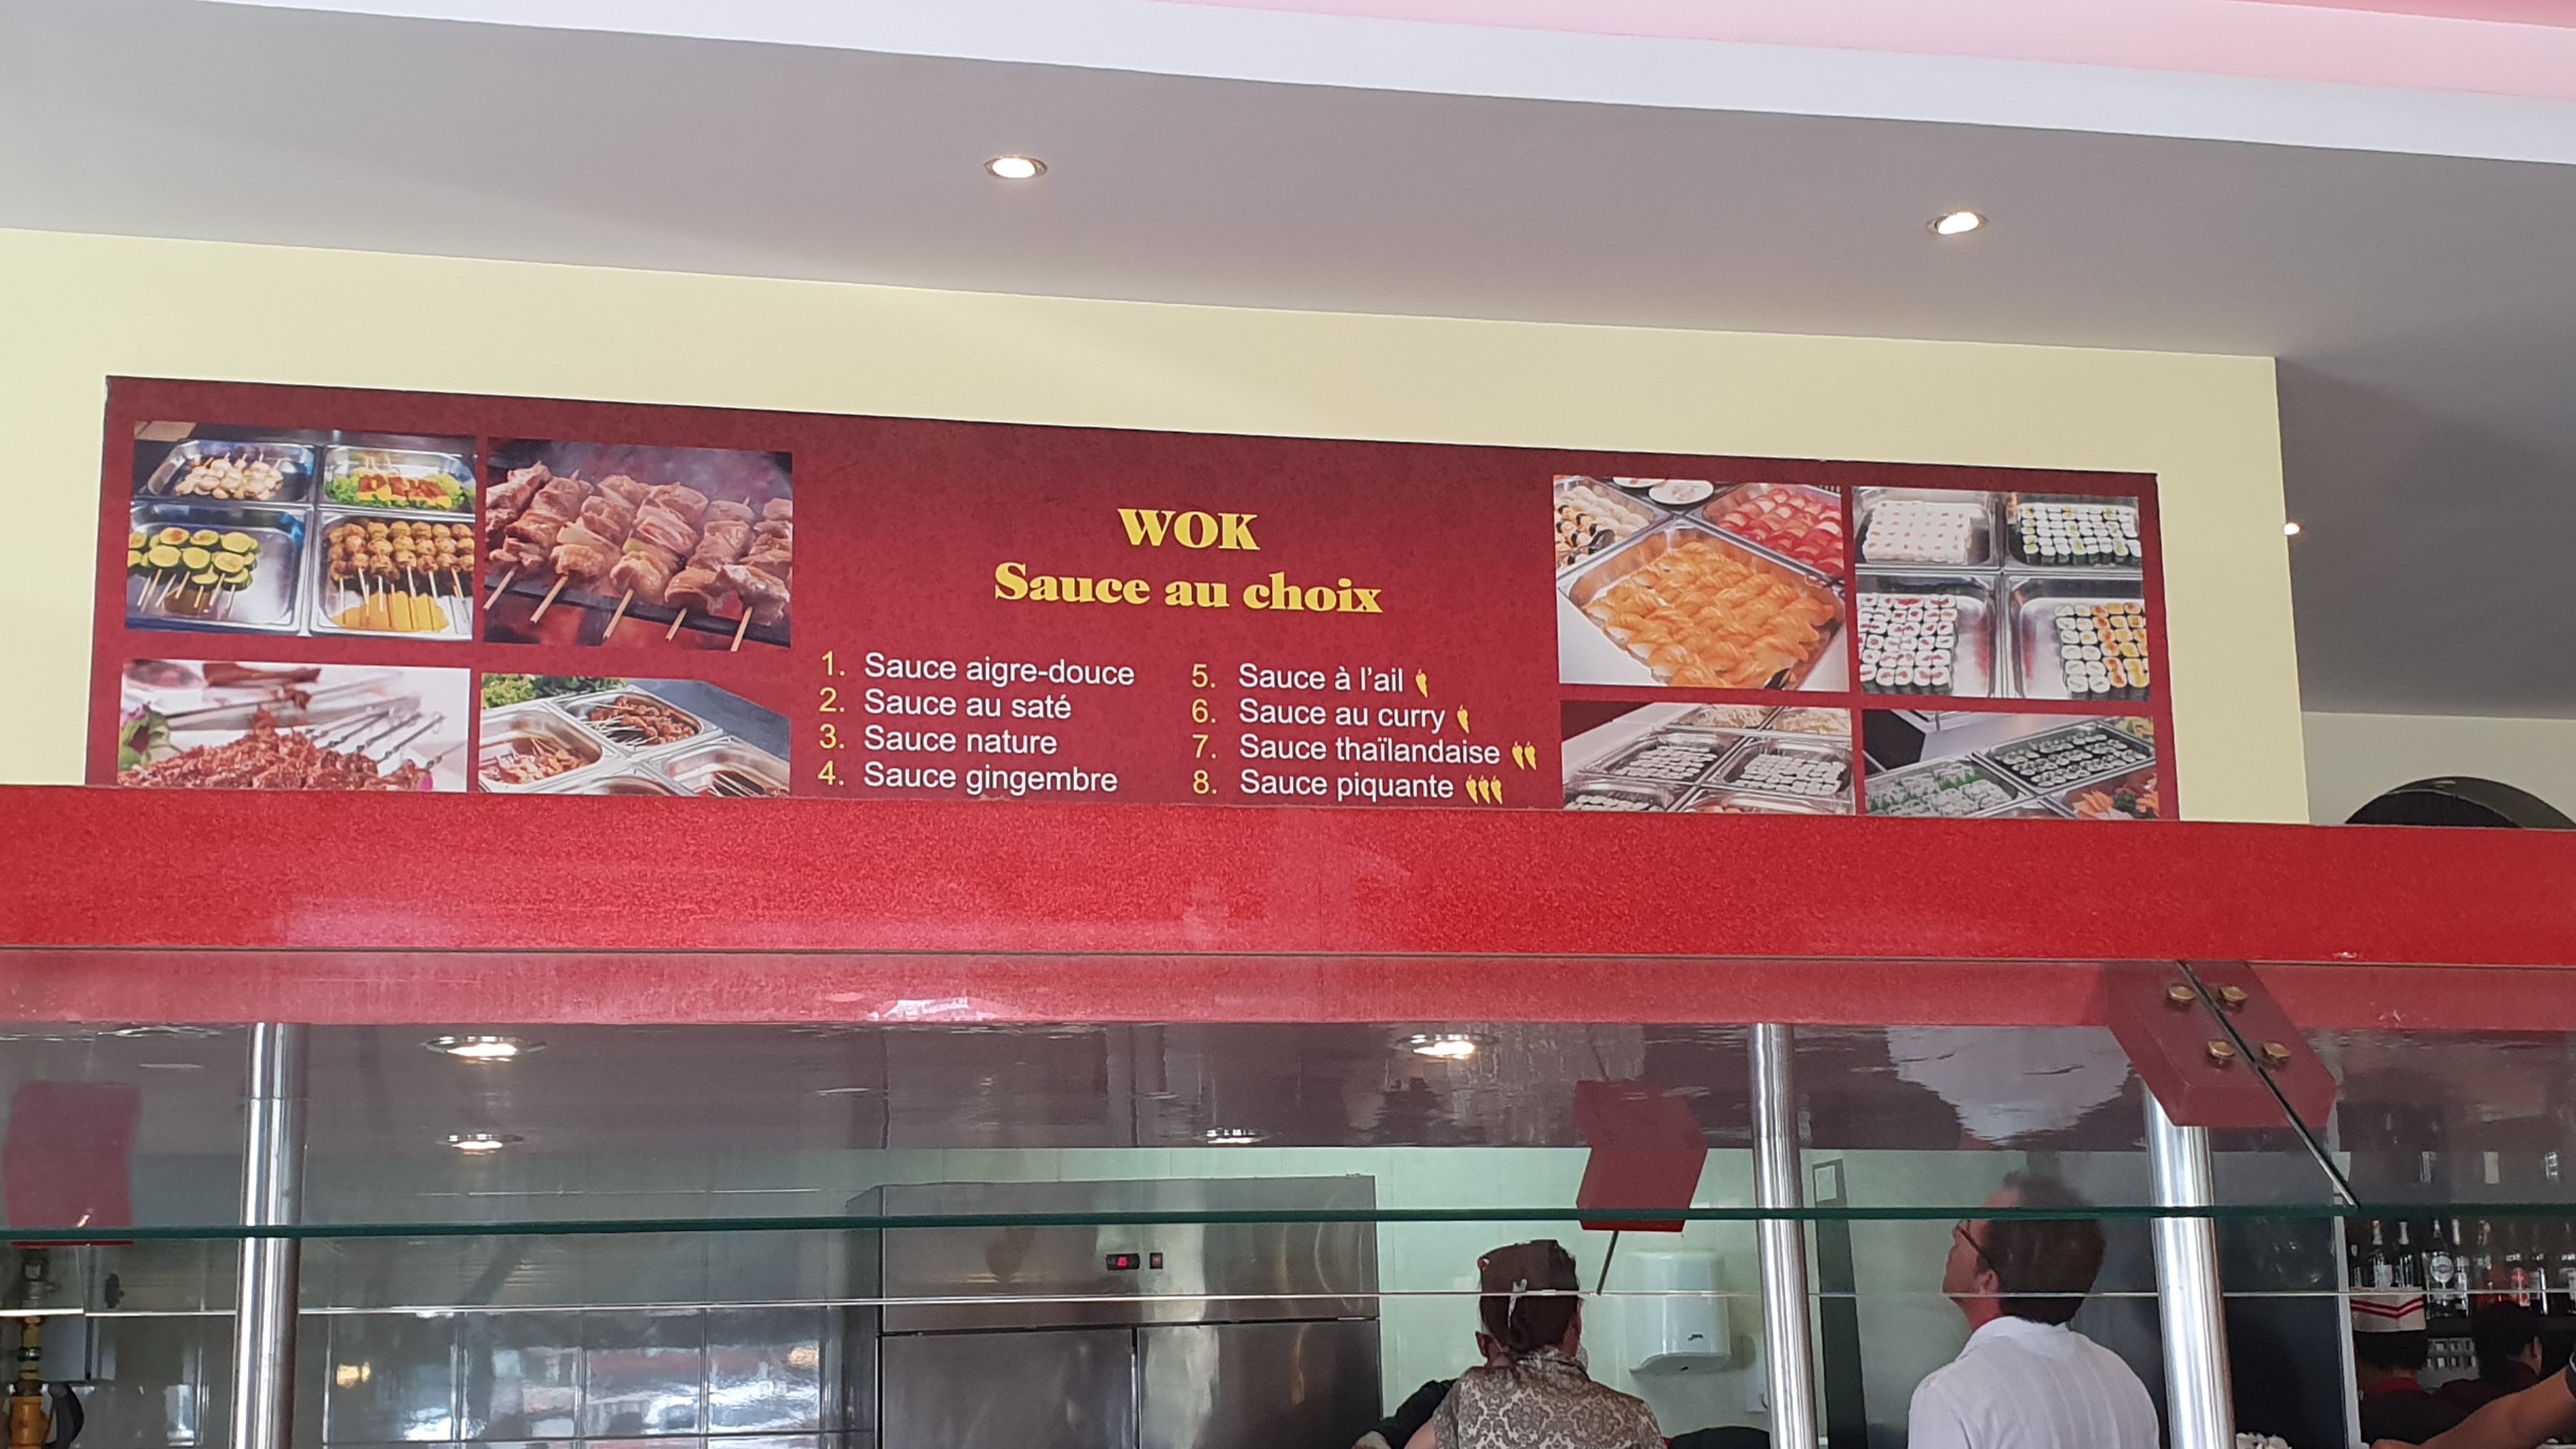 WOK
Sauce au choix
1. Sauce aigre-douce
2. Sauce au saté
3. Sauce nature
4. Sauce gingembre
5. Sauce à l'ail
6. Sauce au curry
7. Sauce thaïlandaise
8. Sauce piquante